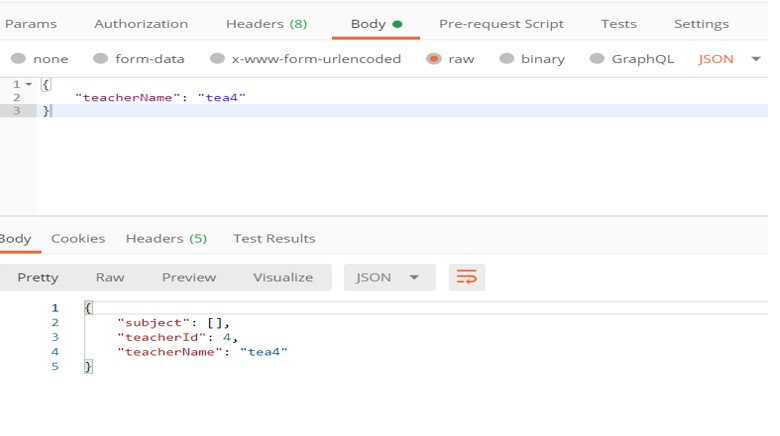 Params Authorization Headers (8) Body Pre-request Script Tests Settings
none form-data x-www-form-urlencoded raw binary GraphQL JSON
1 {
2 "teacherName": "tea4"
3 }
Body Cookies Headers (5) Test Results
Pretty Raw Preview Visualize JSON
1 {
2 "subject": [],
3 "teacherId": 4,
4 "teacherName": "tea4"
5 }